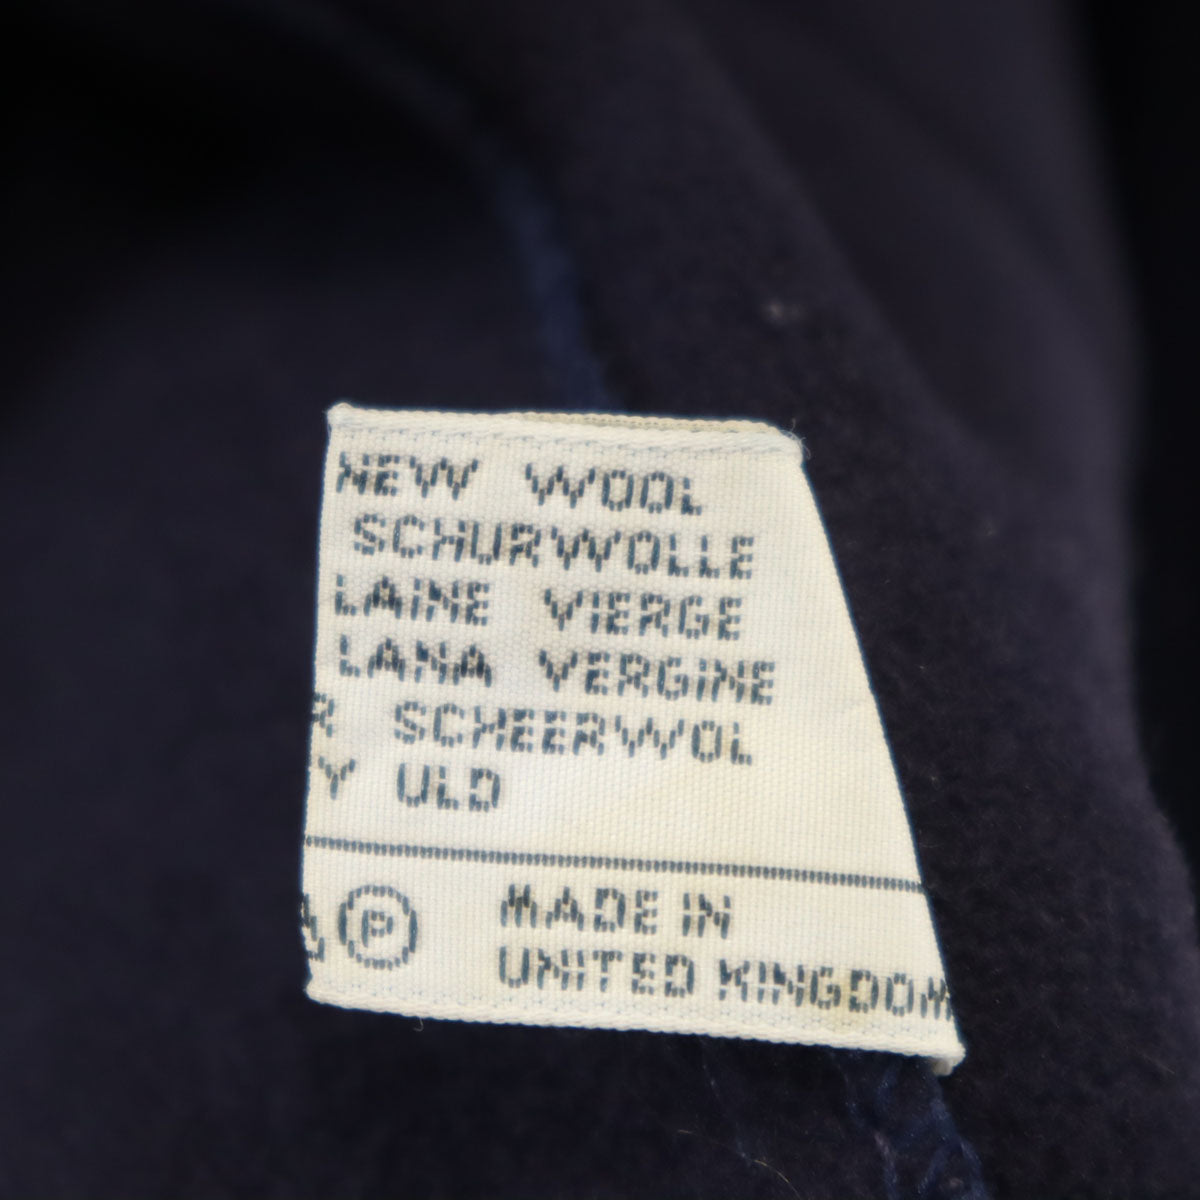 NEW WOOL
SCHURWOLLE
LAINE VIERGE
LANA VERGINE
R SCHEERWOL
Y ULD
P MADE IN
UNITED KINGDOM